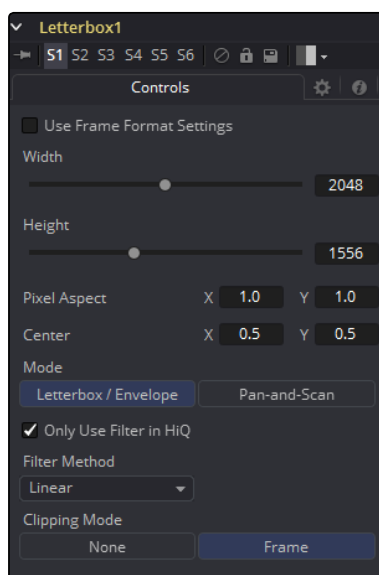 Letterbox1
S1 S2 S3 S4 S5 S6
Controls
Use Frame Format Settings
Width
2048
Height
1556
Pixel Aspect X 1.0 Y 1.0
Center X 0.5 Y 0.5
Mode
Letterbox / Envelope Pan-and-Scan
Only Use Filter in HiQ
Filter Method
Linear
Clipping Mode
None Frame